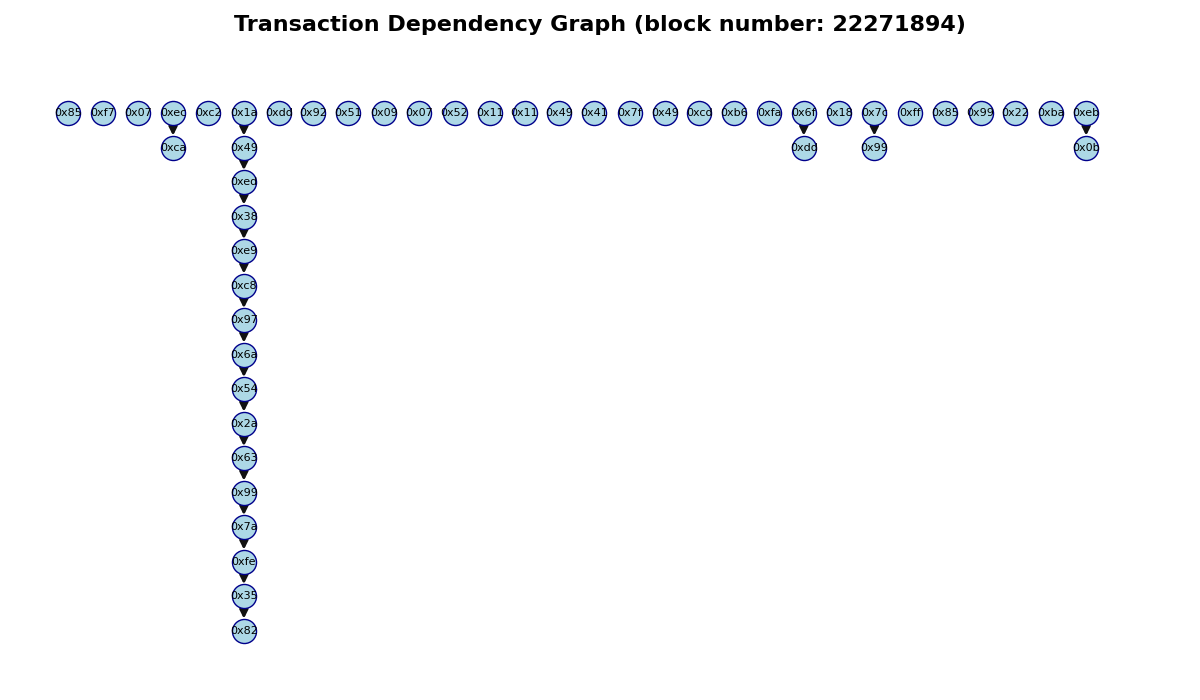 Transaction Dependency Graph (block number: 22271894)
0x85 0xf7 0x07 0xec 0xc2 0x1a 0xdd 0x92 0x51 0x09 0x07 0x52 0x11 0x11 0x49 0x41 0x7f 0x49 0xcd 0xb6 0xfa 0x6f 0x18 0x7c 0xff 0x85 0x99 0x22 0xba 0xeb
0xca 0x49 0xdd 0x99 0x0b
0xed
0x38
0xe9
0xc8
0x97
0x6a
0x54
0x2a
0x63
0x99
0x7a
0xfe
0x35
0x82